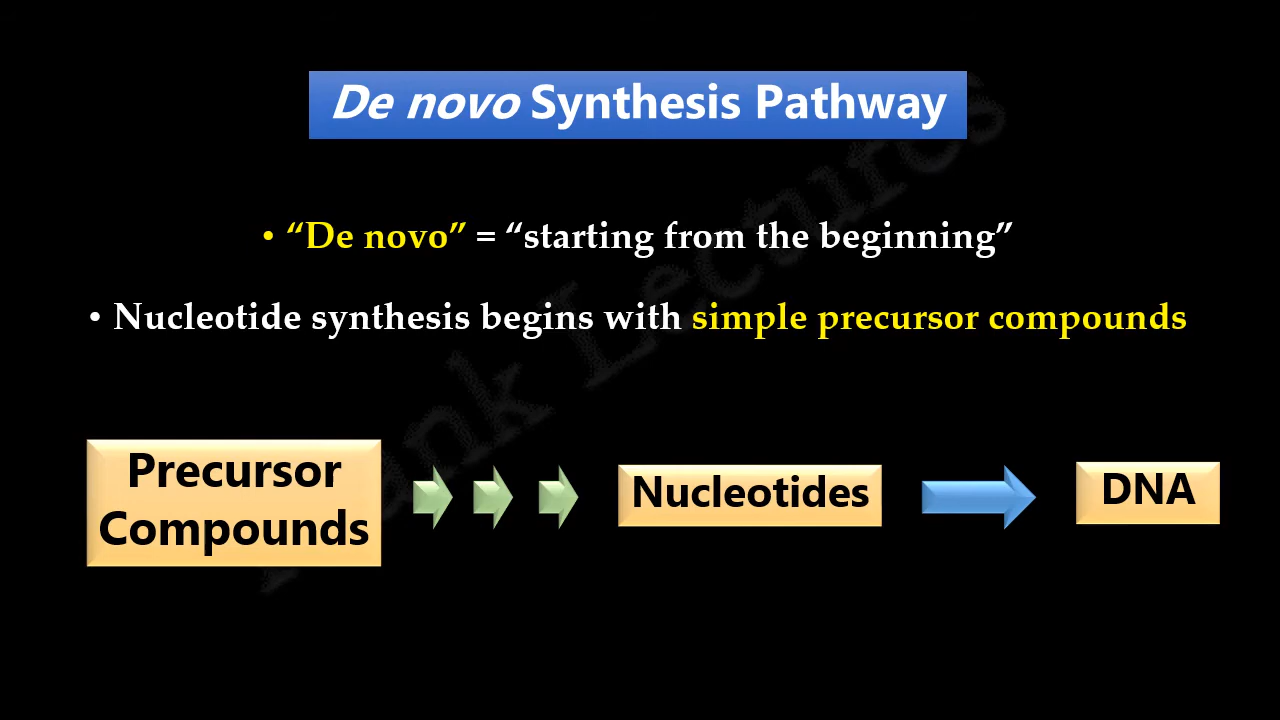 De novo Synthesis Pathway
• “De novo” = “starting from the beginning”
• Nucleotide synthesis begins with simple precursor compounds
Precursor
Compounds
Nucleotides
DNA
Lectures